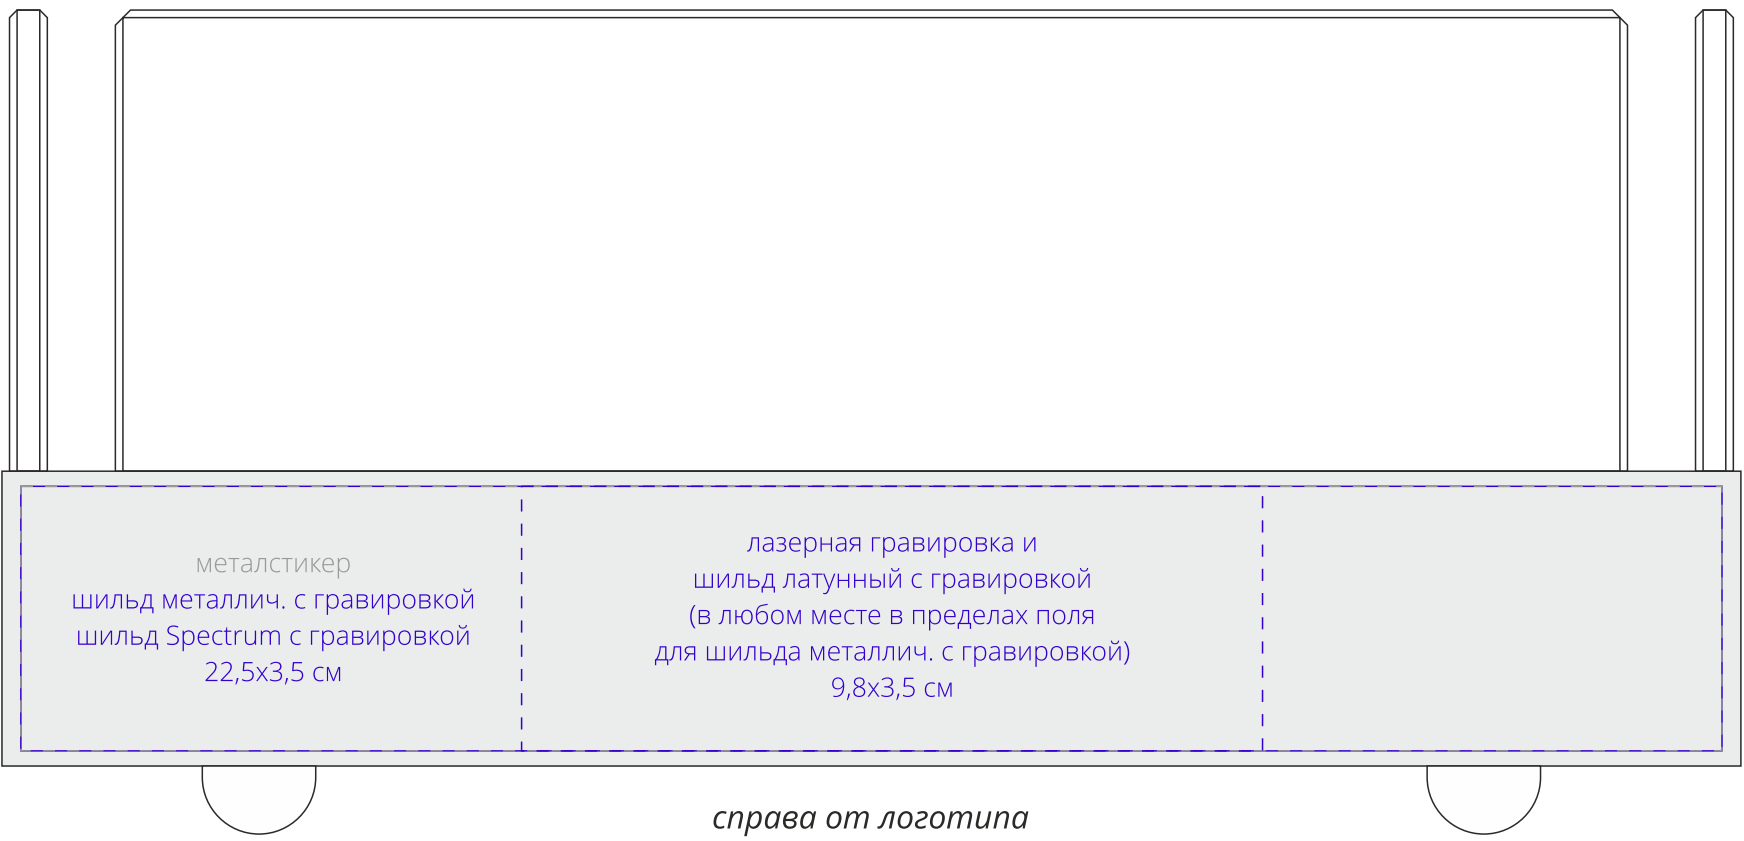 металстикер
шильд металлич. с гравировкой
шильд Spectrum с гравировкой
22,5х3,5 см
лазерная гравировка и
шильд латунный с гравировкой
(в любом месте в пределах поля
для шильда металлич. с гравировкой)
9,8х3,5 см
справа от логотипа